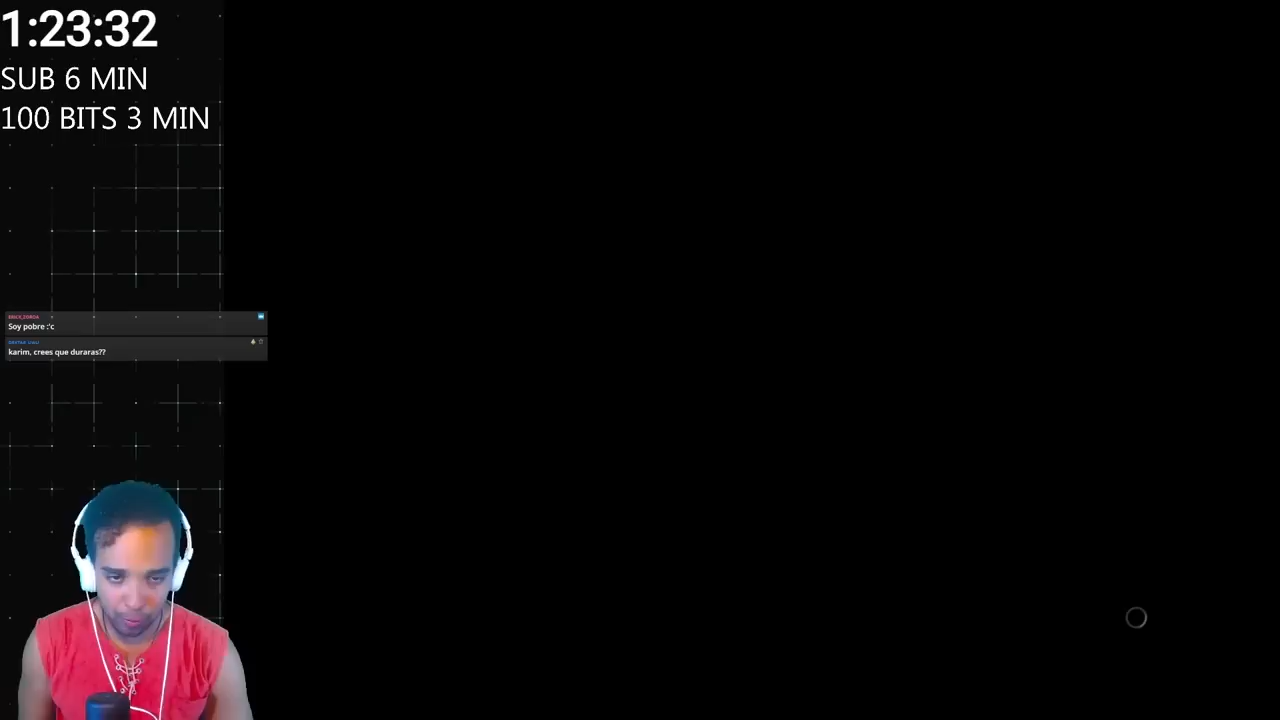 1:23:32
SUB 6 MIN
100 BITS 3 MIN
Soy pobre :'c
karim, crees que duraras??